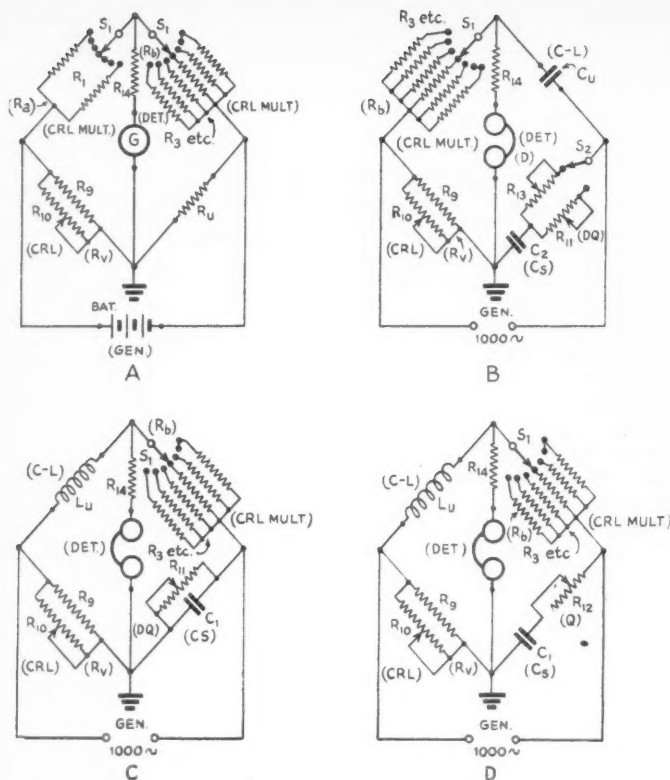 S1 S1
(Rb)
R1 R14
(Ra) (DET.) (CRL MULT)
(CRL MULT.) G R3 etc.
R9
R10 Ru
(CRL) (Rv)
BAT.
(GEN.)
A
R3 etc. S1
(C-L)
Cu
R14
(Rb)
(CRL MULT.) (DET)
(D) S2
R9 R13
R10 R11
(DQ)
(CRL) (Rv) C2
(CS)
GEN.
1000~
B
(Rb)
(C-L) S1
Lu R14
(CRL MULT)
(DET.) R3 etc.
R11
R9
R10 (DQ) C1
(CS)
(CRL) (Rv)
GEN.
1000~
C
S1
(C-L) R14
Lu (Rb) (CRL MULT)
(DET) R3 etc
R9 R12
R10 (Q)
C1
(CRL) (Rv) (CS)
GEN.
1000~
D